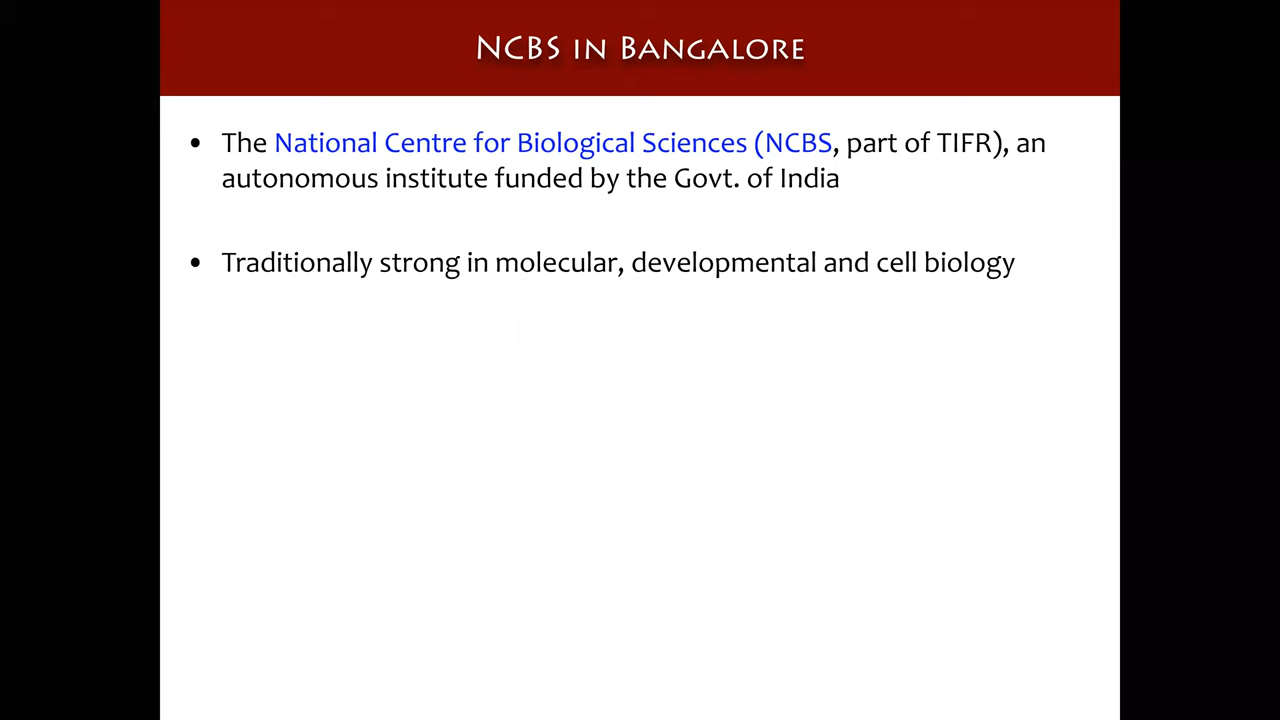 NCBS IN BANGALORE
• The National Centre for Biological Sciences (NCBS, part of TIFR), an
autonomous institute funded by the Govt. of India
• Traditionally strong in molecular, developmental and cell biology